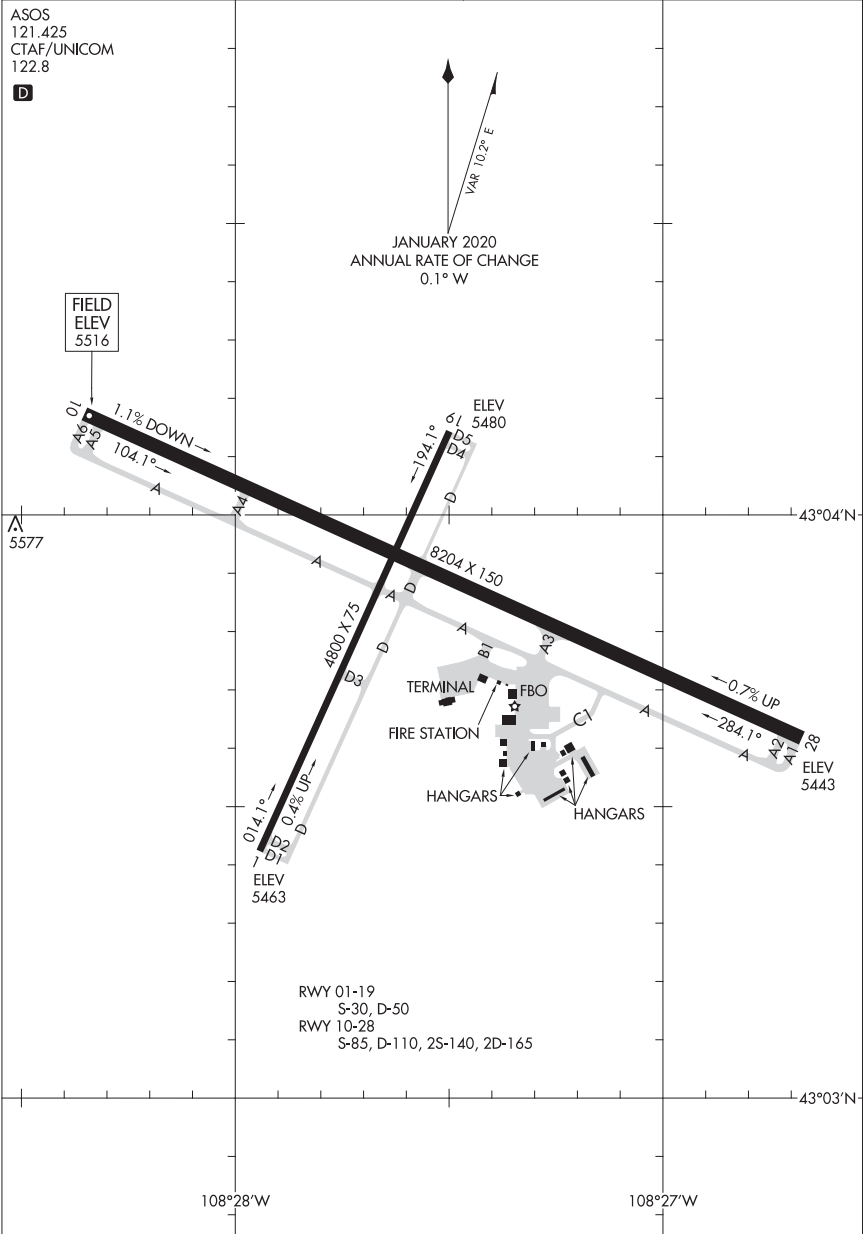 ASOS
121.425
CTAF/UNICOM
122.8
D
VAR 10.2° E
JANUARY 2020
ANNUAL RATE OF CHANGE
0.1° W
FIELD
ELEV
5516
10
1.1% DOWN
104.1°
A6
A5
A
A4
A
19
ELEV
5480
D5
D4
194.1°
D
43°04'N
5577
8204 X 150
A
D
A
4800 X 75
D
D3
B1
A3
TERMINAL
FBO
FIRE STATION
C1
A
0.7% UP
284.1°
A
A2
A1
28
ELEV
5443
HANGARS
HANGARS
014.1°
0.4% UP
D
D2
D1
1
ELEV
5463
RWY 01-19
S-30, D-50
RWY 10-28
S-85, D-110, 2S-140, 2D-165
43°03'N
108°28'W
108°27'W